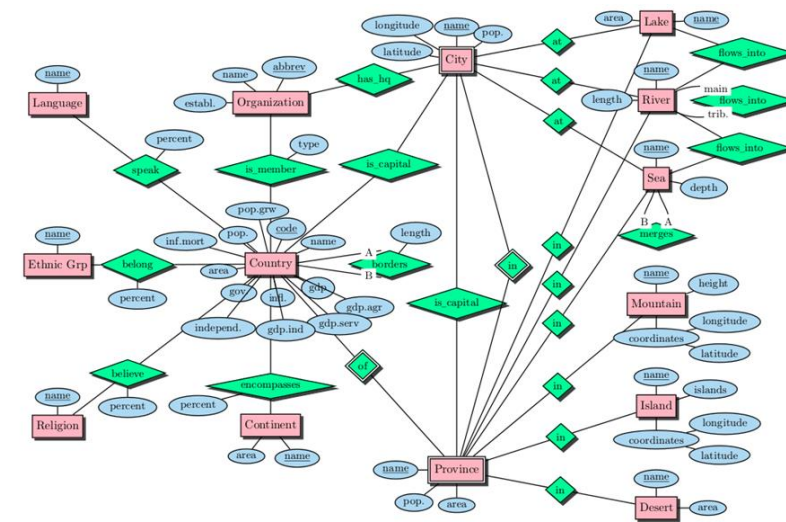 longitude
name
pop.
latitude
City
area
name
Lake
at
flows_into
name
Language
name
abbrev
establ.
Organization
has_hq
at
name
length
River
main
flows_into
trib.
at
flows_into
percent
speak
type
is_member
is_capital
name
Sea
depth
B
A
merges
pop.grw
code
pop.
name
inf.mort
length
name
Ethnic Grp
belong
percent
area
Country
A
borders
B
gov.
ind.
gdp
gdp.agr
independ.
gdp.ind
gdp.serv
in
in
in
in
is_capital
name
height
Mountain
longitude
coordinates
latitude
of
believe
percent
name
Religion
encompasses
percent
Continent
area
name
in
name
islands
Island
longitude
coordinates
latitude
in
name
Province
pop.
area
in
name
Desert
area